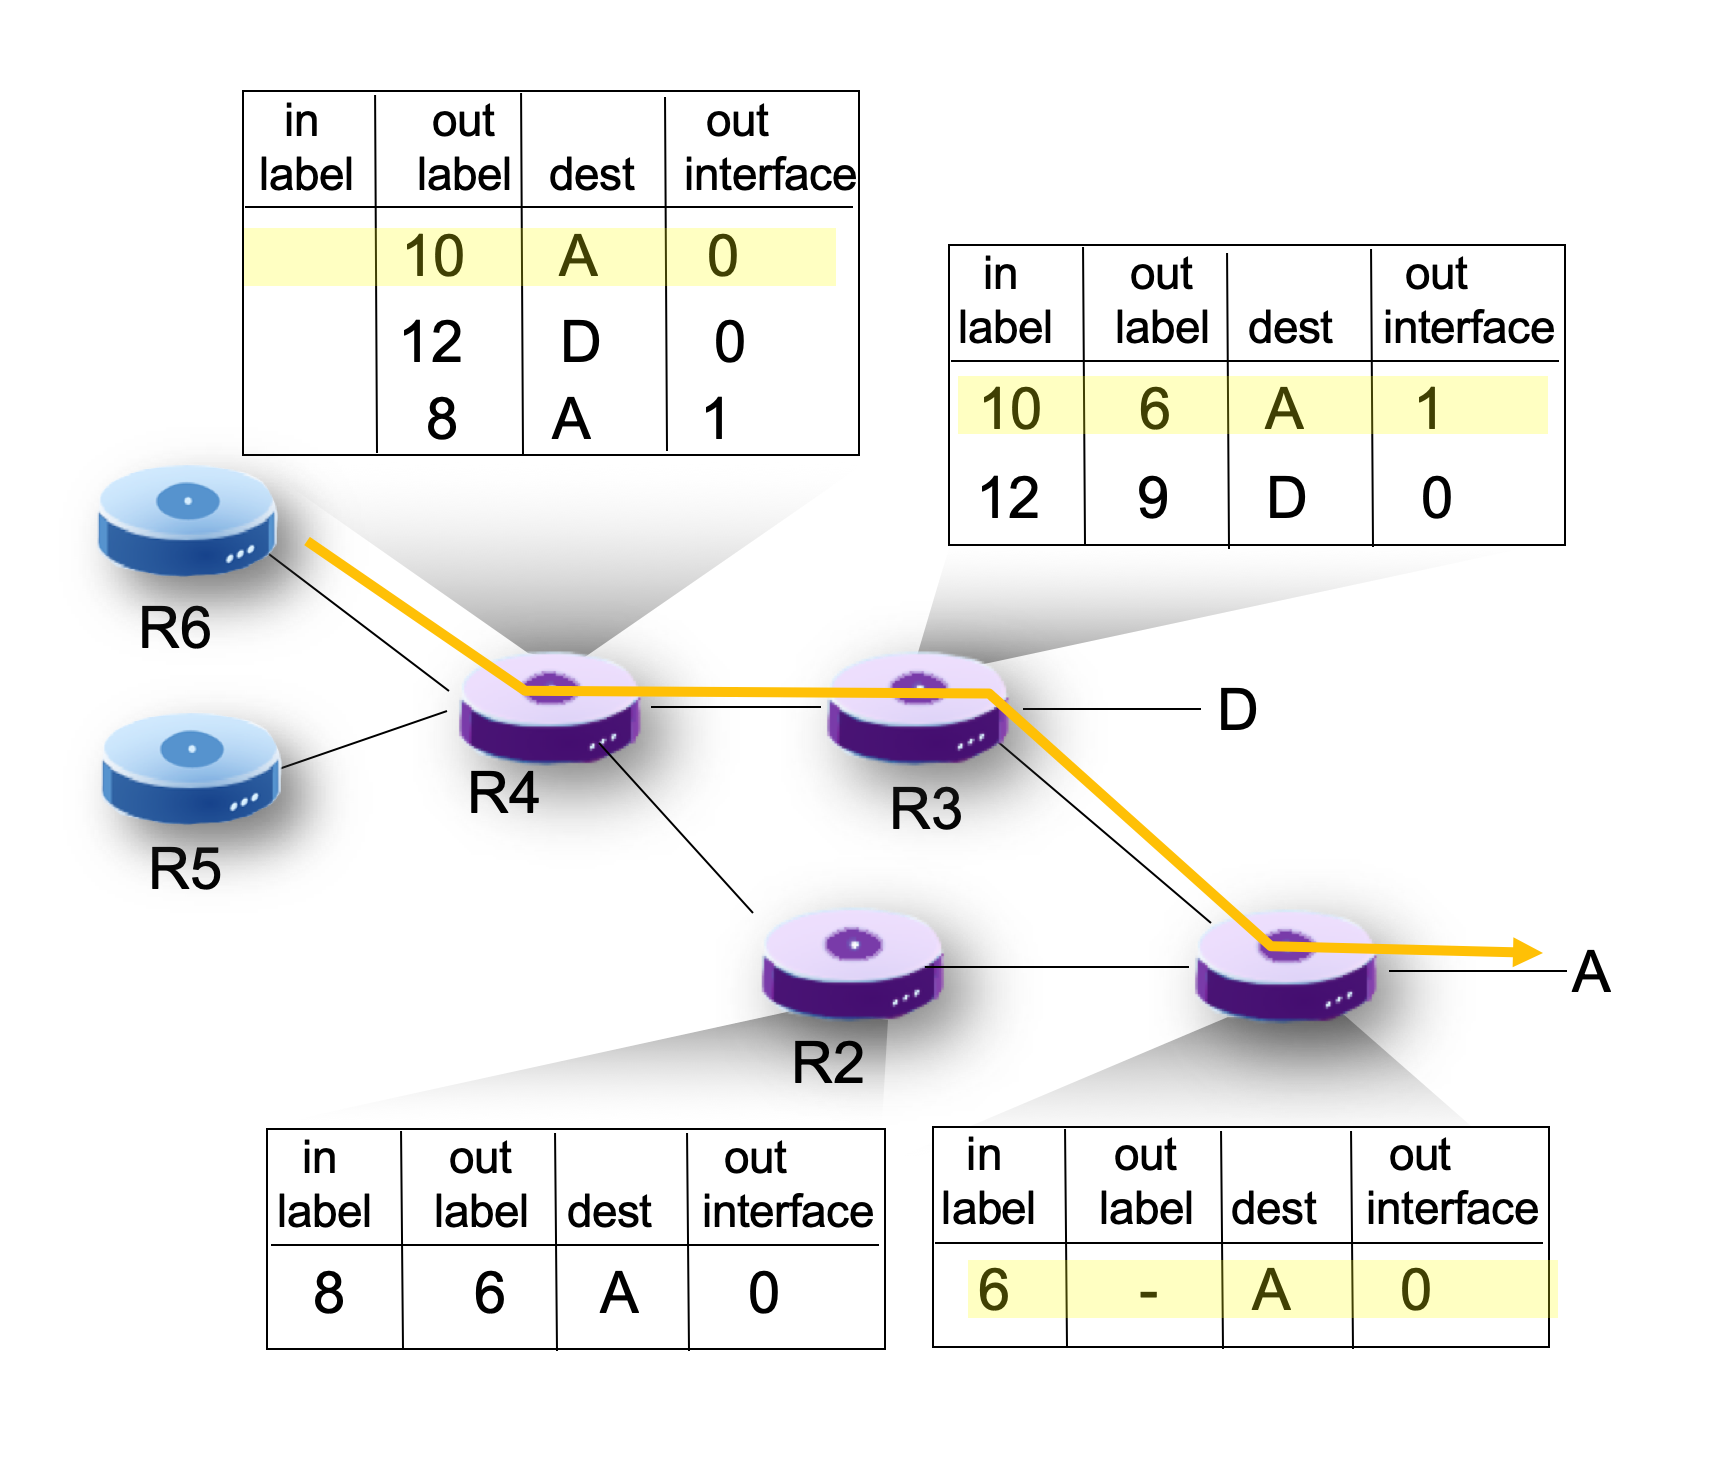 in out out
label label dest interface
10 A 0
12 D 0
8 A 1
in out out
label label dest interface
10 6 A 1
12 9 D 0
R6
R5
R4
R3
D
A
R2
in out out
label label dest interface
8 6 A 0
in out out
label label dest interface
6 - A 0